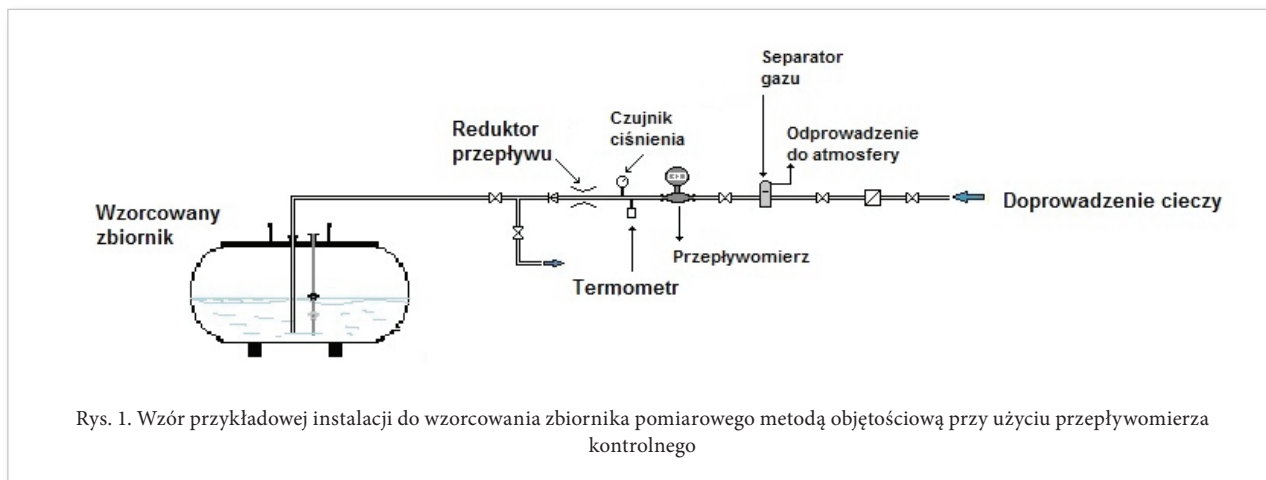 Separator
gazu
Czujnik
ciśnienia
Reduktor
przepływu
Odprowadzenie
do atmosfery
Wzorcowany
zbiornik
Doprowadzenie cieczy
Przepływomierz
Termometr
Rys. 1. Wzór przykładowej instalacji do wzorcowania zbiornika pomiarowego metodą objętościową przy użyciu przepływomierza
kontrolnego